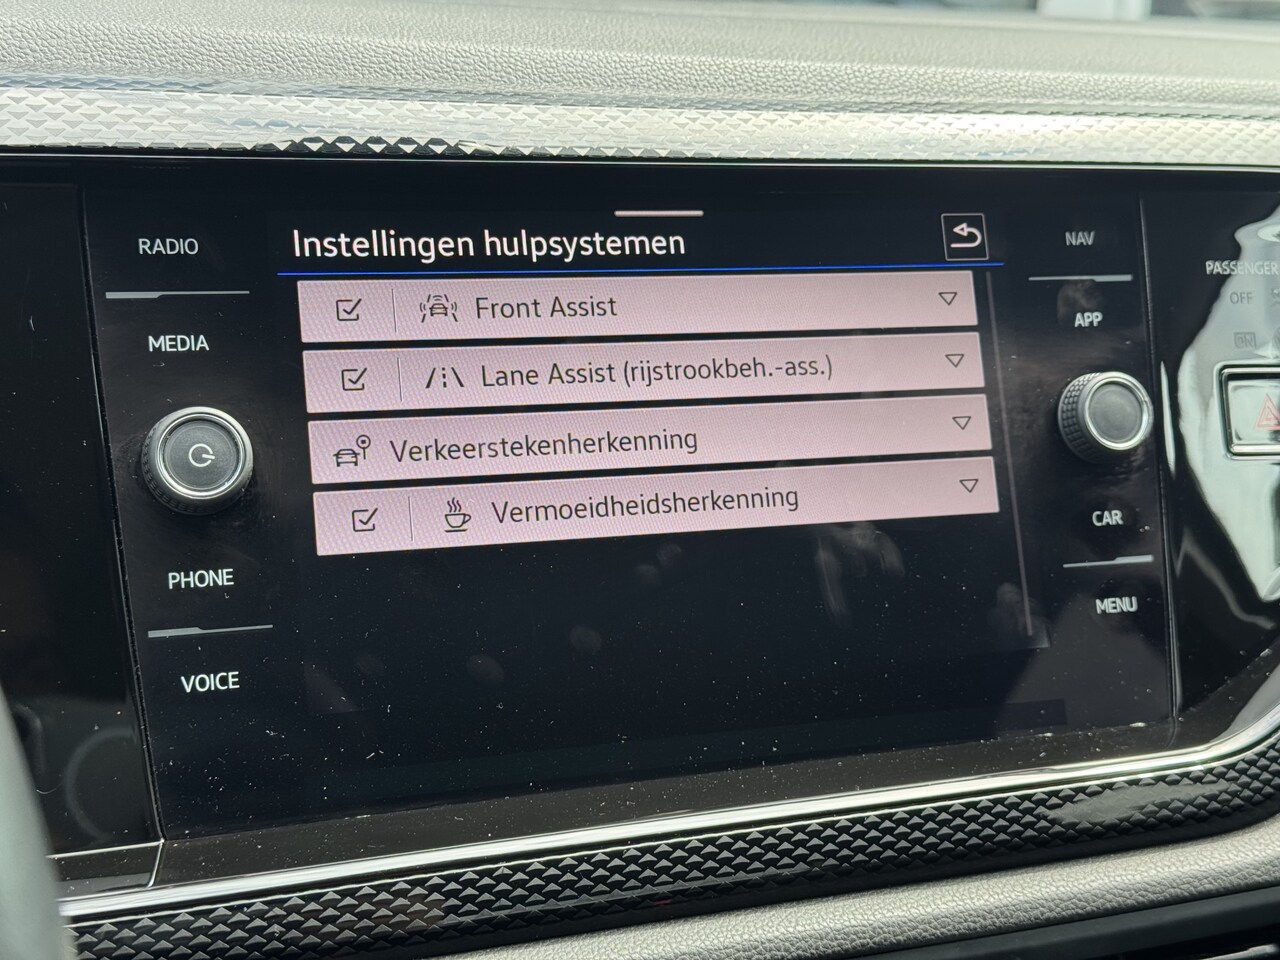 RADIO
MEDIA
PHONE
VOICE
Instellingen hulpsystemen
Front Assist
Lane Assist (rijstrookbeh.-ass.)
Verkeerstekenherkenning
Vermoeidheidsherkenning
NAV
APP
CAR
MENU
PASSENGER
OFF